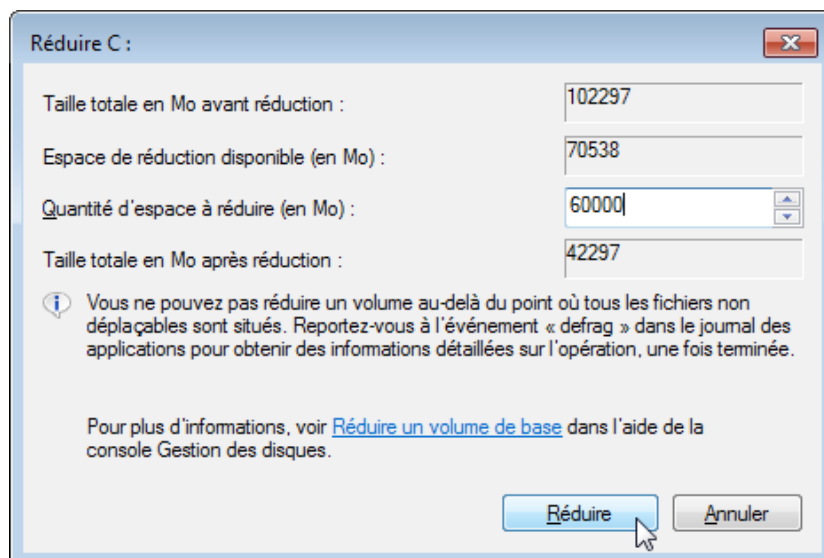 Réduire C :
Taille totale en Mo avant réduction :
102297
Espace de réduction disponible (en Mo) :
70538
Quantité d'espace à réduire (en Mo) :
60000
Taille totale en Mo après réduction :
42297
Vous ne pouvez pas réduire un volume au-delà du point où tous les fichiers non
déplaçables sont situés. Reportez-vous à l'événement « defrag » dans le journal des
applications pour obtenir des informations détaillées sur l'opération, une fois terminée.
Pour plus d'informations, voir Réduire un volume de base dans l'aide de la
console Gestion des disques.
Réduire
Annuler